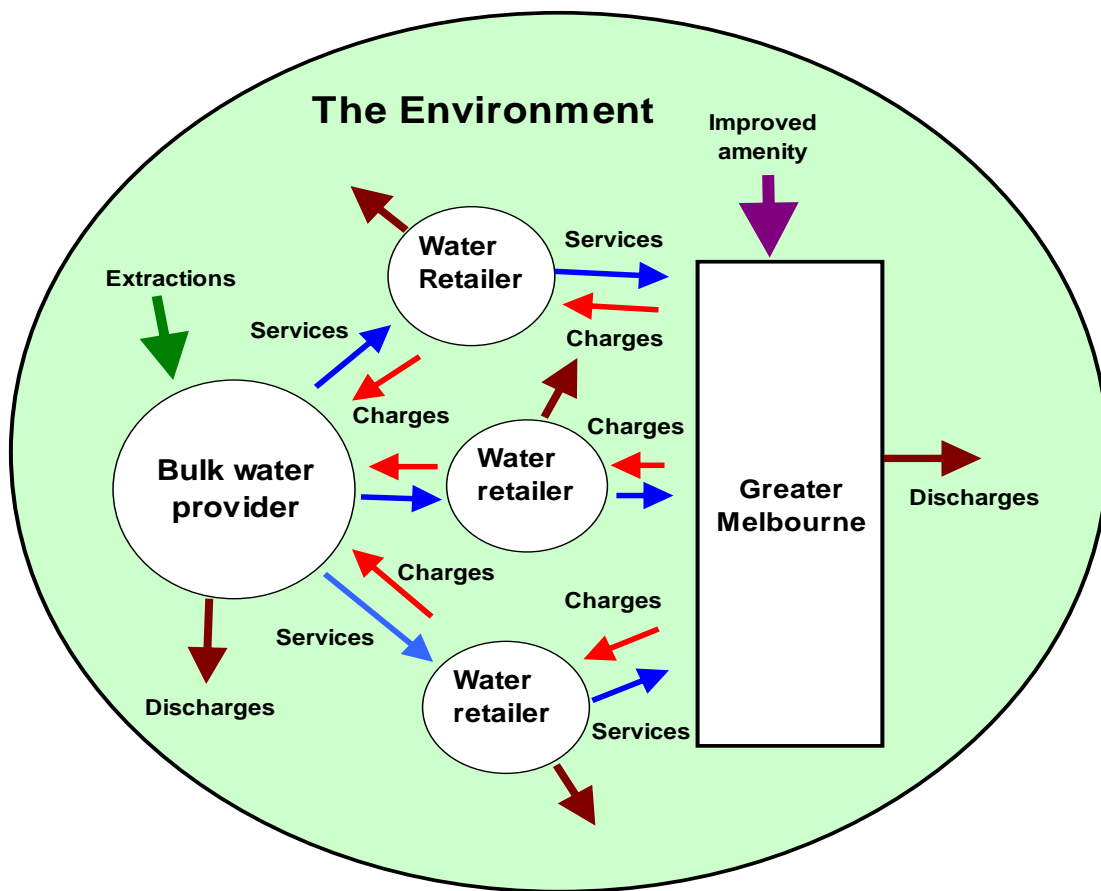 The Environment
Improved
amenity
Water
Retailer
Services
Extractions
Services
Charges
Charges
Charges
Water
retailer
Bulk water
provider
Greater
Melbourne
Discharges
Charges
Charges
Services
Water
retailer
Discharges
Services